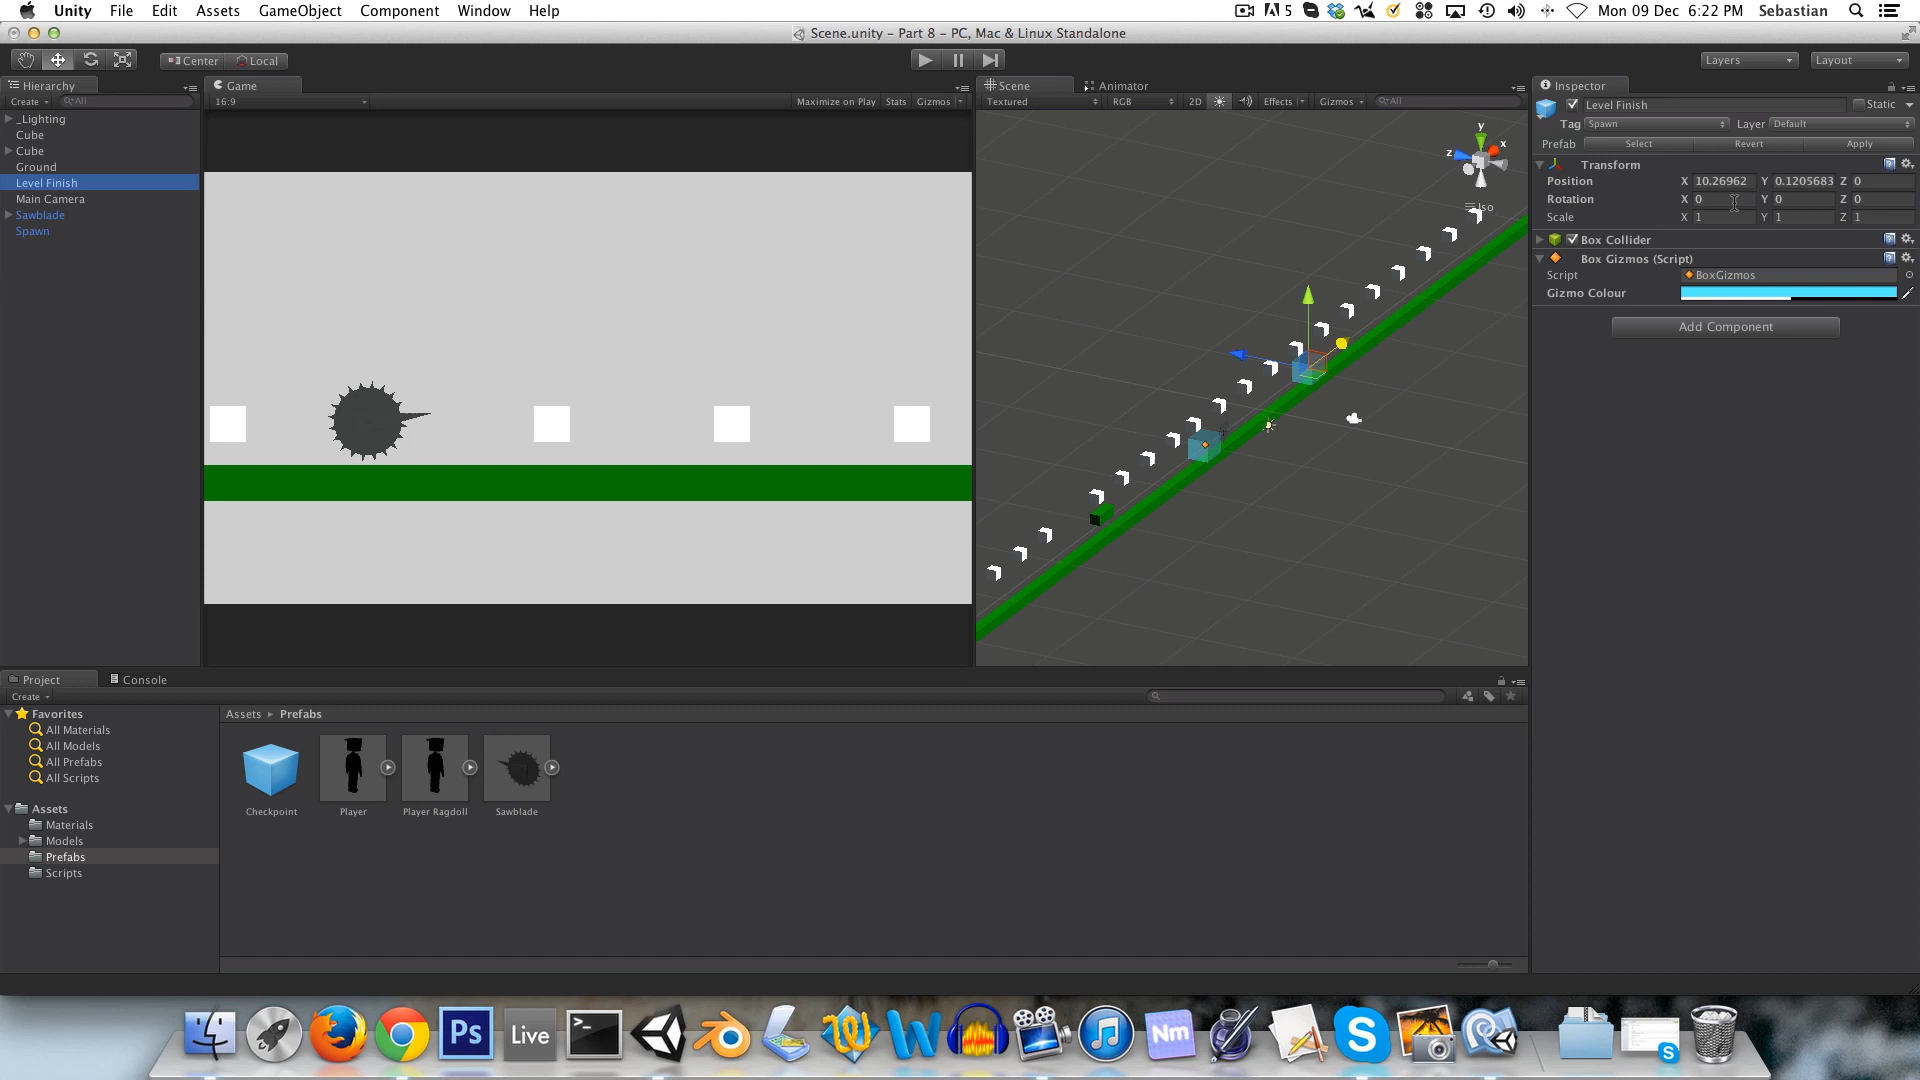 Unity File Edit Assets GameObject Component Window Help 5 Mon 09 Dec 6:22 PM Sebastian
Scene.unity – Part 8 – PC, Mac & Linux Standalone
Center Local Layers Layout
Hierarchy Game Scene Animator Inspector
Create All 16:9 Maximize on Play Stats Gizmos Textured RGB 2D Effects Gizmos All
Level Finish Static
Tag Spawn Layer Default
Prefab Select Revert Apply
_Lighting
Cube
Cube
Ground
Level Finish
Main Camera
Sawblade
Spawn
y
x
z
Iso
Transform
Position X 10.26962 Y 0.1205683 Z 0
Rotation X 0 Y 0 Z 0
Scale X 1 Y 1 Z 1
Box Collider
Box Gizmos (Script)
Script BoxGizmos
Gizmo Colour
Add Component
Project Console
Create
Favorites
All Materials
All Models
All Prefabs
All Scripts
Assets
Materials
Models
Prefabs
Scripts
Assets Prefabs
Checkpoint Player Player Ragdoll Sawblade
Ps Live >_ W Nm S